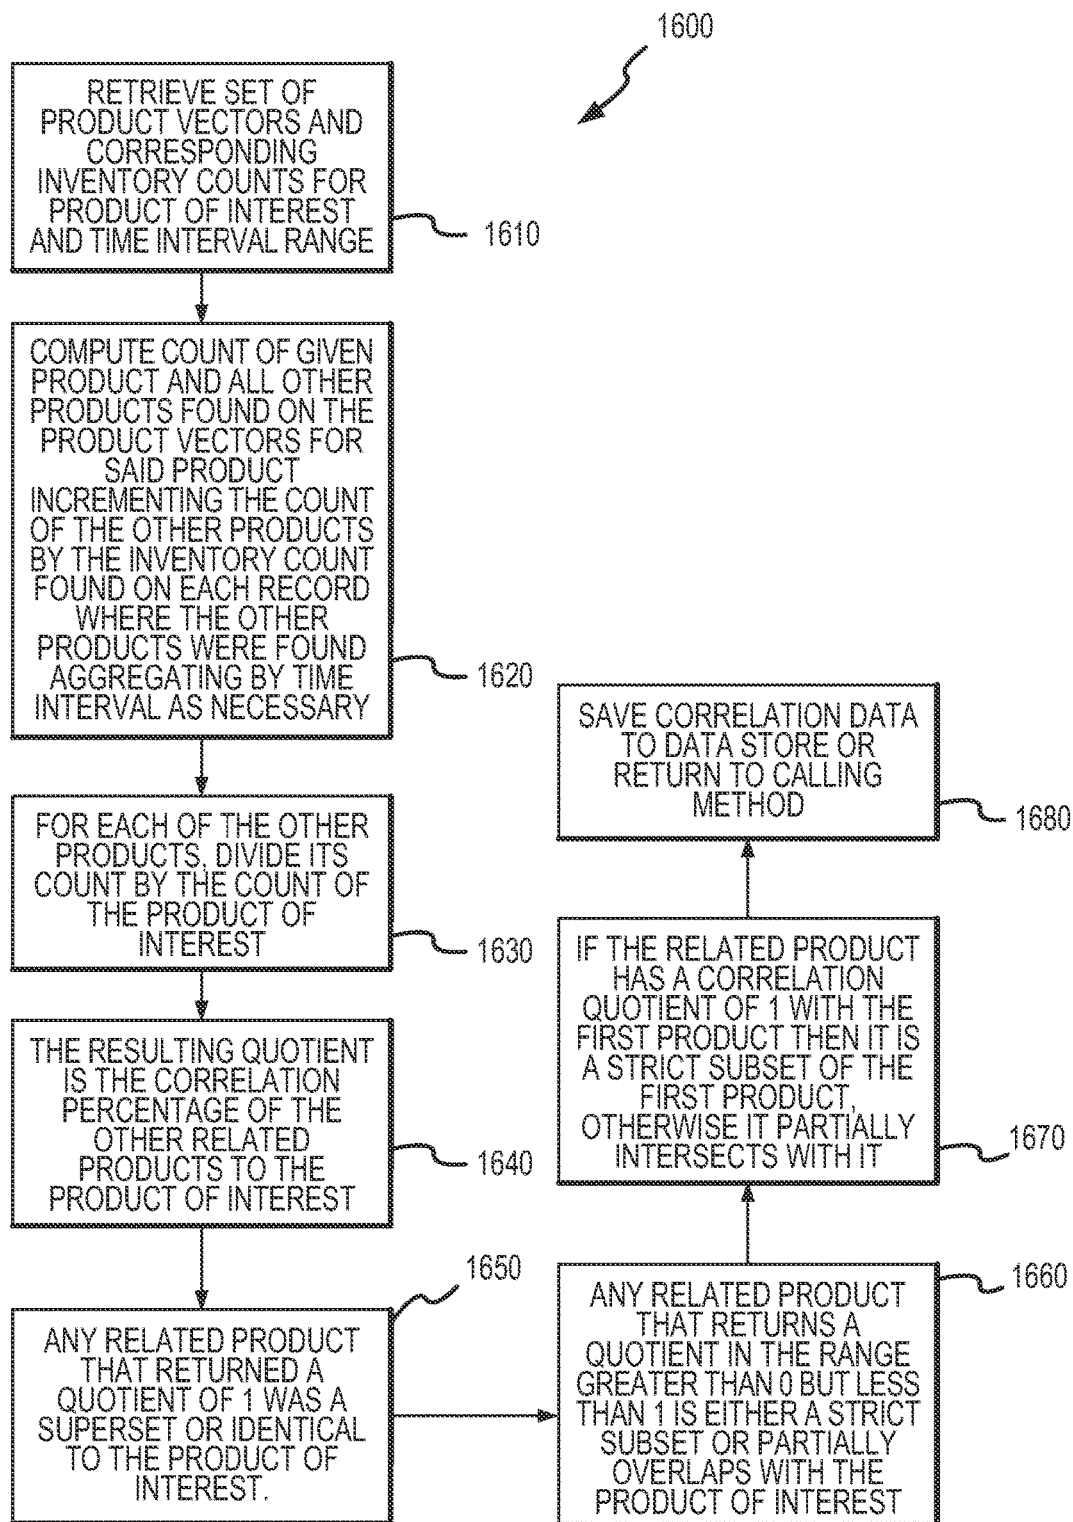 1600
RETRIEVE SET OF
PRODUCT VECTORS AND
CORRESPONDING
INVENTORY COUNTS FOR
PRODUCT OF INTEREST
AND TIME INTERVAL RANGE
1610
COMPUTE COUNT OF GIVEN
PRODUCT AND ALL OTHER
PRODUCTS FOUND ON THE
PRODUCT VECTORS FOR
SAID PRODUCT
INCREMENTING THE COUNT
OF THE OTHER PRODUCTS
BY THE INVENTORY COUNT
FOUND ON EACH RECORD
WHERE THE OTHER
PRODUCTS WERE FOUND
AGGREGATING BY TIME
INTERVAL AS NECESSARY
1620
FOR EACH OF THE OTHER
PRODUCTS, DIVIDE ITS
COUNT BY THE COUNT OF
THE PRODUCT OF
INTEREST
1630
THE RESULTING QUOTIENT
IS THE CORRELATION
PERCENTAGE OF THE
OTHER RELATED
PRODUCTS TO THE
PRODUCT OF INTEREST
1640
1650
ANY RELATED PRODUCT
THAT RETURNED A
QUOTIENT OF 1 WAS A
SUPERSET OR IDENTICAL
TO THE PRODUCT OF
INTEREST.
1660
ANY RELATED PRODUCT
THAT RETURNS A
QUOTIENT IN THE RANGE
GREATER THAN 0 BUT LESS
THAN 1 IS EITHER A STRICT
SUBSET OR PARTIALLY
OVERLAPS WITH THE
PRODUCT OF INTEREST
IF THE RELATED PRODUCT
HAS A CORRELATION
QUOTIENT OF 1 WITH THE
FIRST PRODUCT THEN IT IS
A STRICT SUBSET OF THE
FIRST PRODUCT,
OTHERWISE IT PARTIALLY
INTERSECTS WITH IT
1670
SAVE CORRELATION DATA
TO DATA STORE OR
RETURN TO CALLING
METHOD
1680